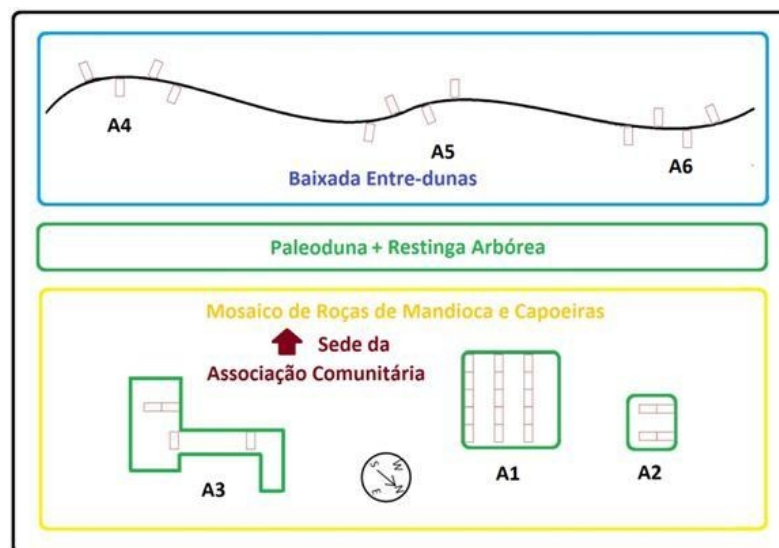 A4
A5
A6
Baixada Entre-dunas
Paleoduna + Restinga Arbórea
Mosaico de Roças de Mandioca e Capoeiras
Sede da
Associação Comunitária
A3
S W
E N
A1
A2